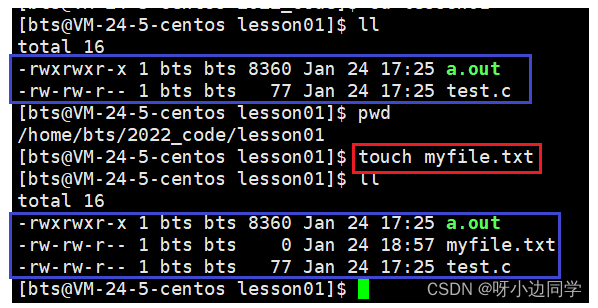 [bts@VM-24-5-centos lesson01]$ ll
total 16
-rwxrwxr-x 1 bts bts 8360 Jan 24 17:25 a.out
-rw-rw-r-- 1 bts bts   77 Jan 24 17:25 test.c
[bts@VM-24-5-centos lesson01]$ pwd
/home/bts/2022_code/lesson01
[bts@VM-24-5-centos lesson01]$ touch myfile.txt
[bts@VM-24-5-centos lesson01]$ ll
total 16
-rwxrwxr-x 1 bts bts 8360 Jan 24 17:25 a.out
-rw-rw-r-- 1 bts bts    0 Jan 24 18:57 myfile.txt
-rw-rw-r-- 1 bts bts   77 Jan 24 17:25 test.c
[bts@VM-24-5-centos lesson01]$
CSDN @呀小边同学